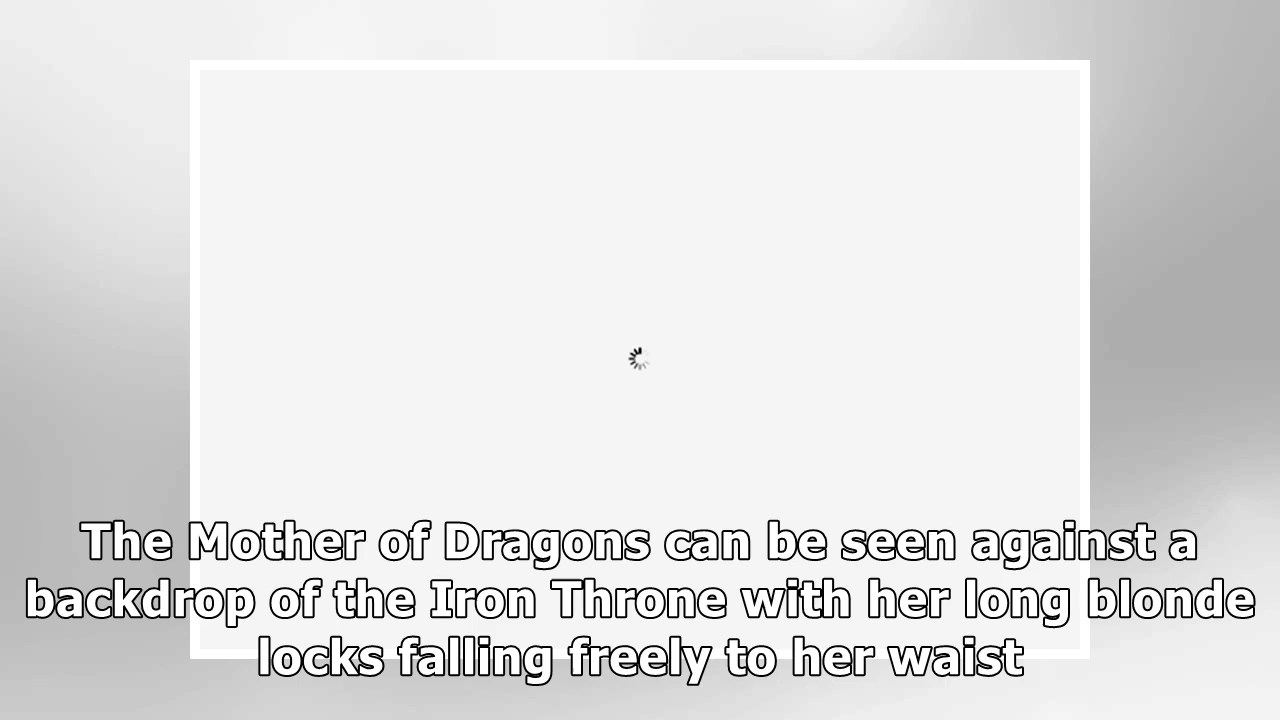 The Mother of Dragons can be seen against a
backdrop of the Iron Throne with her long blonde
locks falling freely to her waist